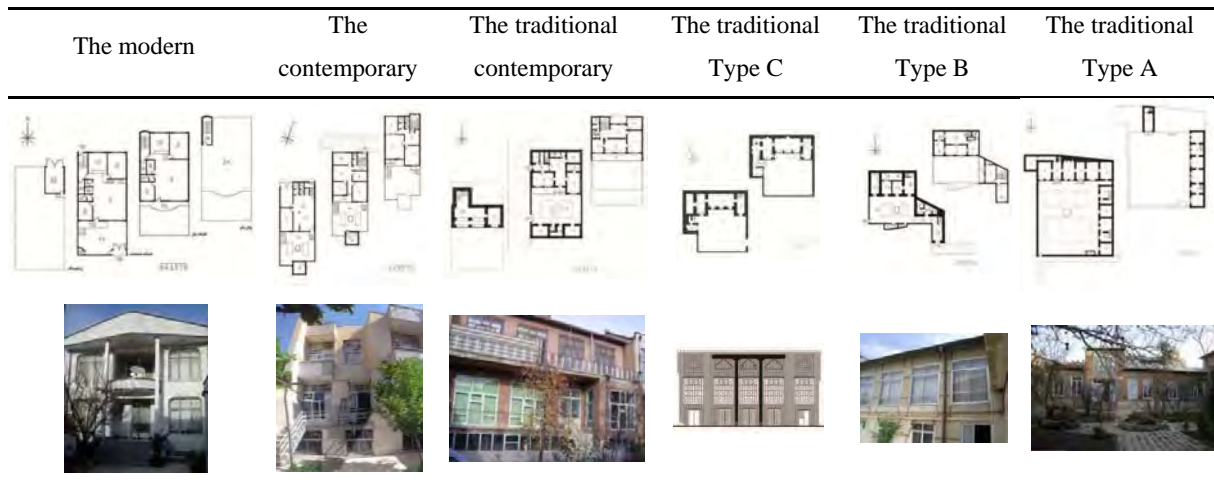 The modern
The
contemporary
The traditional
contemporary
The traditional
Type C
The traditional
Type B
The traditional
Type A